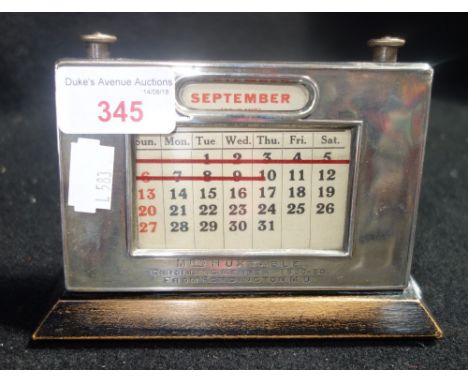 Duke's Avenue Auctions
14/08/18
345
SEPTEMBER
Sun. Mon. Tue Wed. Thu. Fri. Sat.
1 2 3 4 5
6 7 8 9 10 11 12
13 14 15 16 17 18 19
20 21 22 23 24 25 26
27 28 29 30 31
L 583